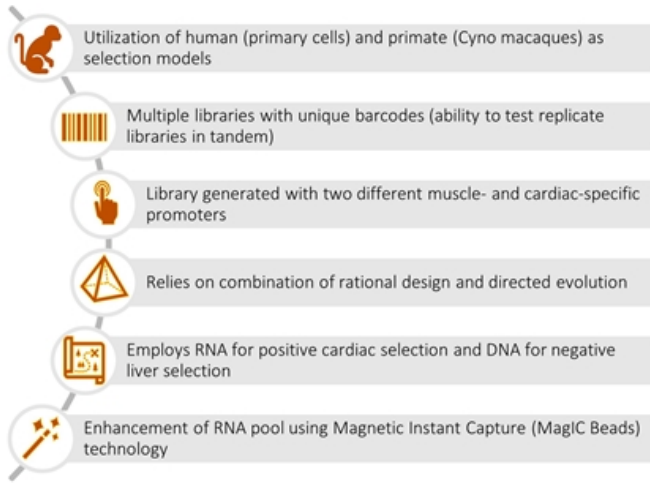 Utilization of human (primary cells) and primate (Cyno macaques) as
selection models
Multiple libraries with unique barcodes (ability to test replicate
libraries in tandem)
Library generated with two different muscle- and cardiac-specific
promoters
Relies on combination of rational design and directed evolution
Employs RNA for positive cardiac selection and DNA for negative
liver selection
Enhancement of RNA pool using Magnetic Instant Capture (MagIC Beads)
technology